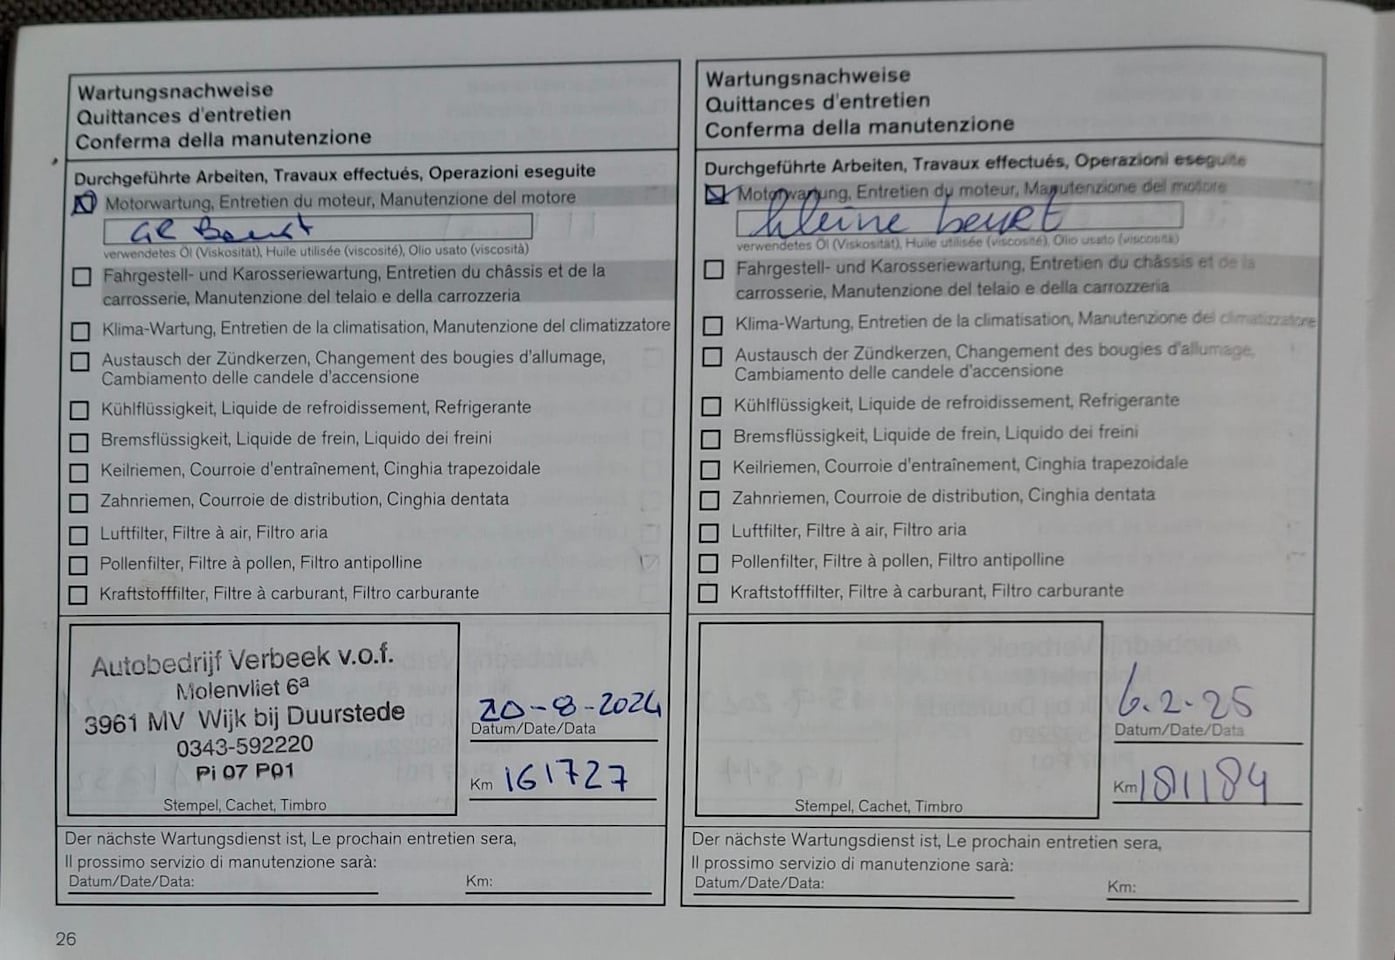 Wartungsnachweise
Quittances d'entretien
Conferma della manutenzione
Durchgeführte Arbeiten, Travaux effectués, Operazioni eseguite
Motorwartung, Entretien du moteur, Manutenzione del motore
GR Beurt
verwendetes Öl (Viskosität), Huile utilisée (viscosité), Olio usato (viscosità)
Fahrgestell- und Karosseriewartung, Entretien du châssis et de la
carrosserie, Manutenzione del telaio e della carrozzeria
Klima-Wartung, Entretien de la climatisation, Manutenzione del climatizzatore
Austausch der Zündkerzen, Changement des bougies d'allumage,
Cambiamento delle candele d'accensione
Kühlflüssigkeit, Liquide de refroidissement, Refrigerante
Bremsflüssigkeit, Liquide de frein, Liquido dei freini
Keilriemen, Courroie d'entraînement, Cinghia trapezoidale
Zahnriemen, Courroie de distribution, Cinghia dentata
Luftfilter, Filtre à air, Filtro aria
Pollenfilter, Filtre à pollen, Filtro antipolline
Kraftstofffilter, Filtre à carburant, Filtro carburante
Autobedrijf Verbeek v.o.f.
Molenvliet 6a
3961 MV Wijk bij Duurstede
0343-592220
Pi 07 P01
Stempel, Cachet, Timbro
20-8-2024
Datum/Date/Data
Km 161727
Der nächste Wartungsdienst ist, Le prochain entretien sera,
Il prossimo servizio di manutenzione sarà:
Datum/Date/Data:
Km:
Wartungsnachweise
Quittances d'entretien
Conferma della manutenzione
Durchgeführte Arbeiten, Travaux effectués, Operazioni eseguite
Motorwartung, Entretien du moteur, Manutenzione del motore
kleine beurt
verwendetes Öl (Viskosität), Huile utilisée (viscosité), Olio usato (viscosità)
Fahrgestell- und Karosseriewartung, Entretien du châssis et de la
carrosserie, Manutenzione del telaio e della carrozzeria
Klima-Wartung, Entretien de la climatisation, Manutenzione del climatizzatore
Austausch der Zündkerzen, Changement des bougies d'allumage,
Cambiamento delle candele d'accensione
Kühlflüssigkeit, Liquide de refroidissement, Refrigerante
Bremsflüssigkeit, Liquide de frein, Liquido dei freini
Keilriemen, Courroie d'entraînement, Cinghia trapezoidale
Zahnriemen, Courroie de distribution, Cinghia dentata
Luftfilter, Filtre à air, Filtro aria
Pollenfilter, Filtre à pollen, Filtro antipolline
Kraftstofffilter, Filtre à carburant, Filtro carburante
Stempel, Cachet, Timbro
6.2.25
Datum/Date/Data
Km 181184
Der nächste Wartungsdienst ist, Le prochain entretien sera,
Il prossimo servizio di manutenzione sarà:
Datum/Date/Data:
Km:
26